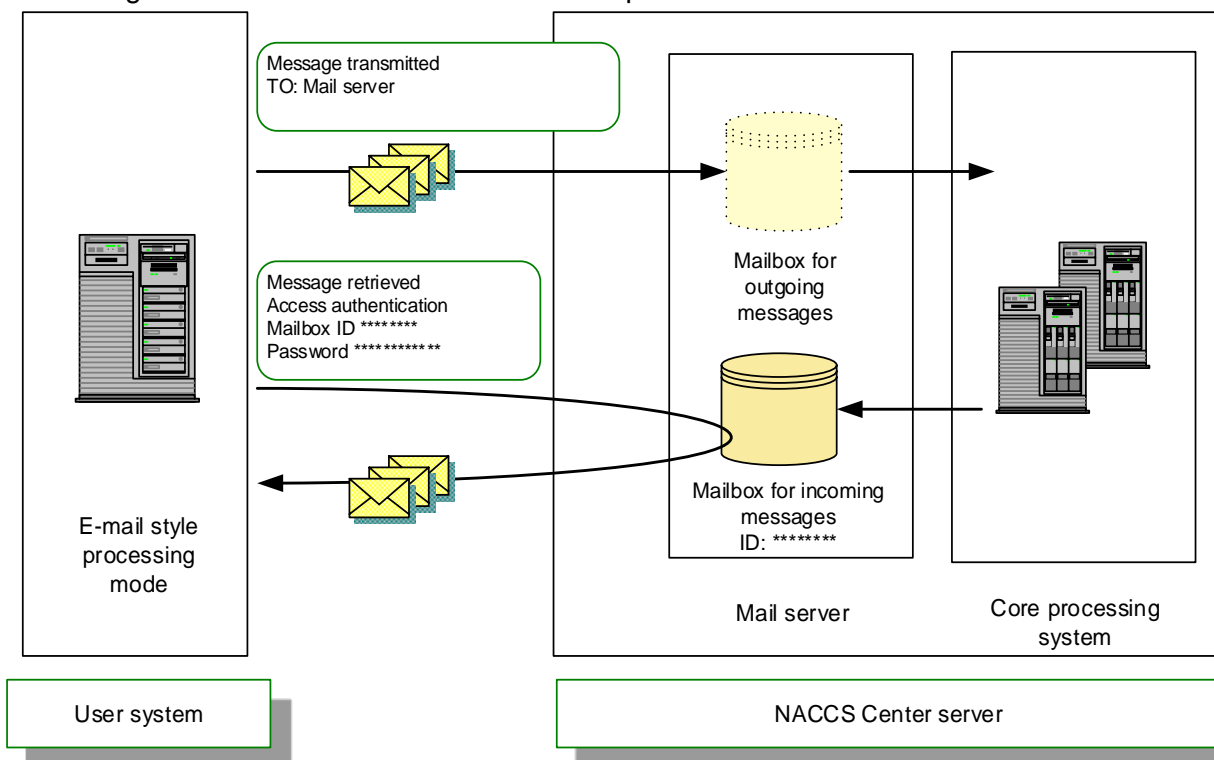 Message transmitted
TO: Mail server
Message retrieved
Access authentication
Mailbox ID ********
Password ************
E-mail style
processing
mode
Mailbox for
outgoing
messages
Mailbox for incoming
messages
ID: ********
Mail server
Core processing
system
User system
NACCS Center server